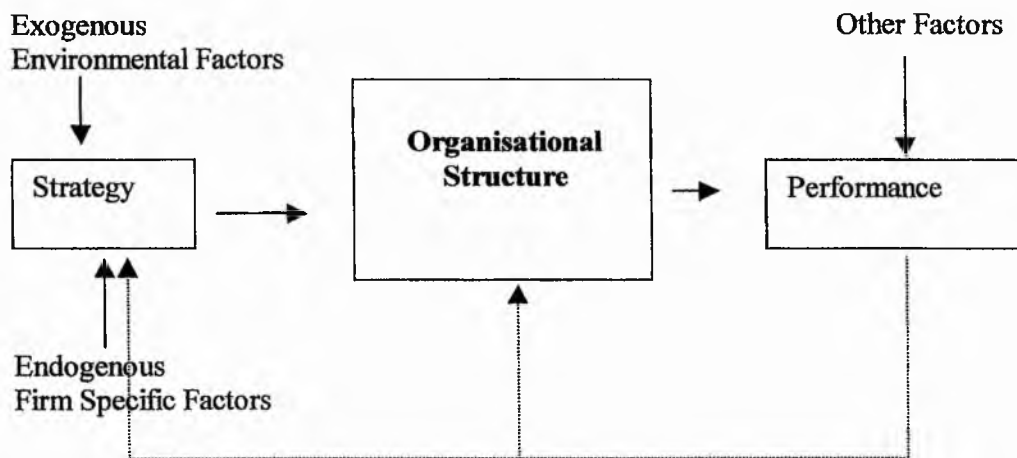 Exogenous
Environmental Factors
Other Factors
Strategy
Organisational
Structure
Performance
Endogenous
Firm Specific Factors